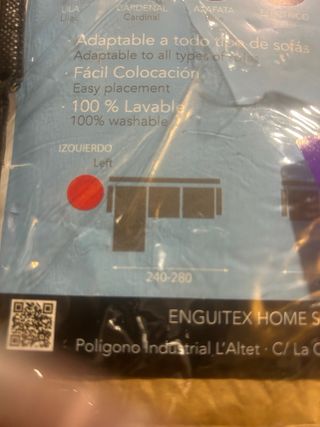 LILA CARDENAL AZAFATA
Lilac Cardinal
· Adaptable a todo tipo de sofás
Adaptable to all types of
· Fácil Colocación
Easy placement
· 100 % Lavable
100% washable
IZQUIERDO
Left
240-280
ENGUITEX HOME S
Polígono Industrial L'Altet · C/ La